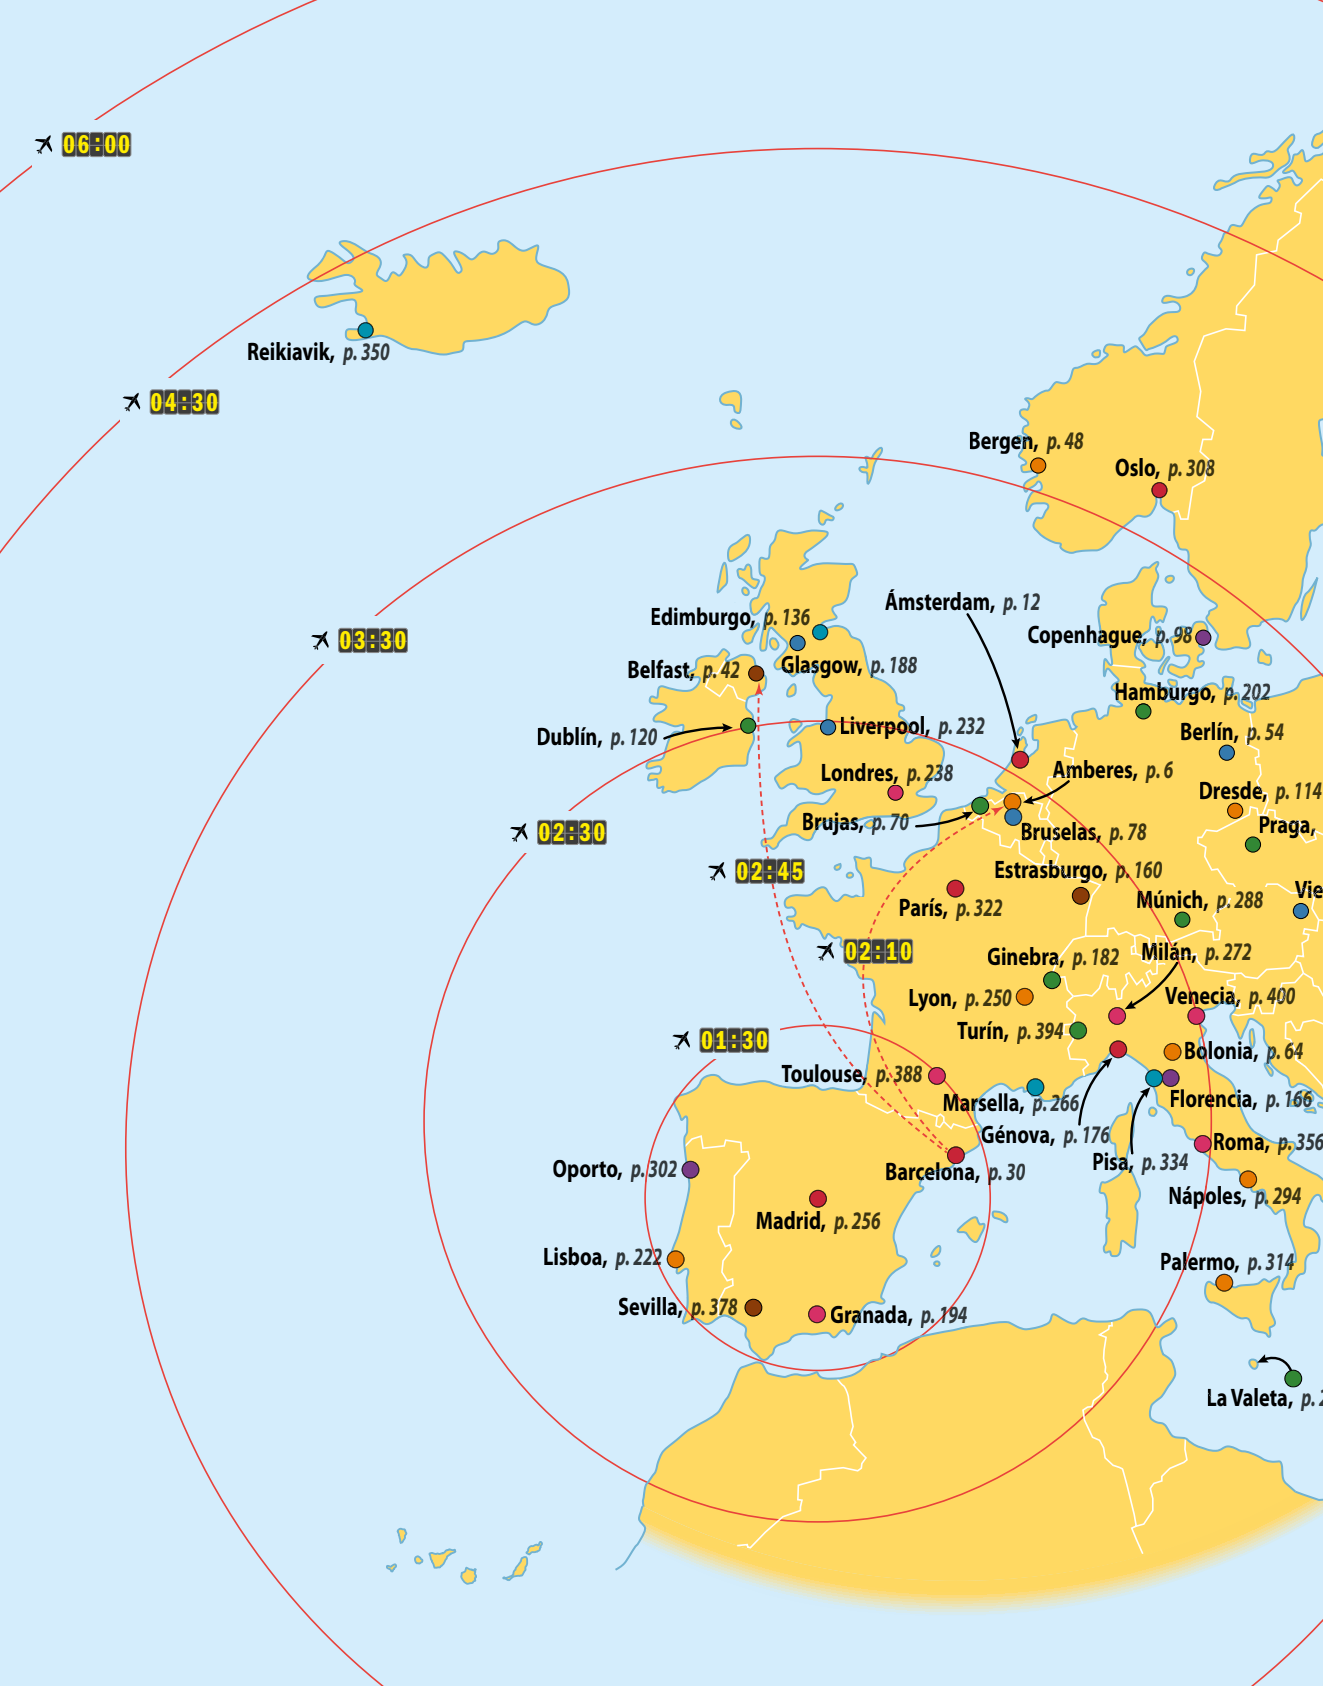 06:00
Reikiavik, p. 350
04:30
Bergen, p. 48
Oslo, p. 308
Ámsterdam, p. 12
Edimburgo, p. 136
03:30
Copenhague, p. 98
Glasgow, p. 188
Belfast, p. 42
Hamburgo, p. 202
Liverpool, p. 232
Dublín, p. 120
Berlín, p. 54
Londres, p. 238
Amberes, p. 6
Dresde, p. 114
Brujas, p. 70
Praga,
02:30
Bruselas, p. 78
02:45
Estrasburgo, p. 160
Vie
París, p. 322
Múnich, p. 288
02:10
Ginebra, p. 182
Milán, p. 272
Lyon, p. 250
Venecia, p. 400
Turín, p. 394
01:30
Bolonia, p. 64
Toulouse, p. 388
Marsella, p. 266
Florencia, p. 166
Génova, p. 176
Roma, p. 356
Pisa, p. 334
Oporto, p. 302
Barcelona, p. 30
Nápoles, p. 294
Madrid, p. 256
Lisboa, p. 222
Palermo, p. 314
Sevilla, p. 378
Granada, p. 194
La Valeta, p. 2